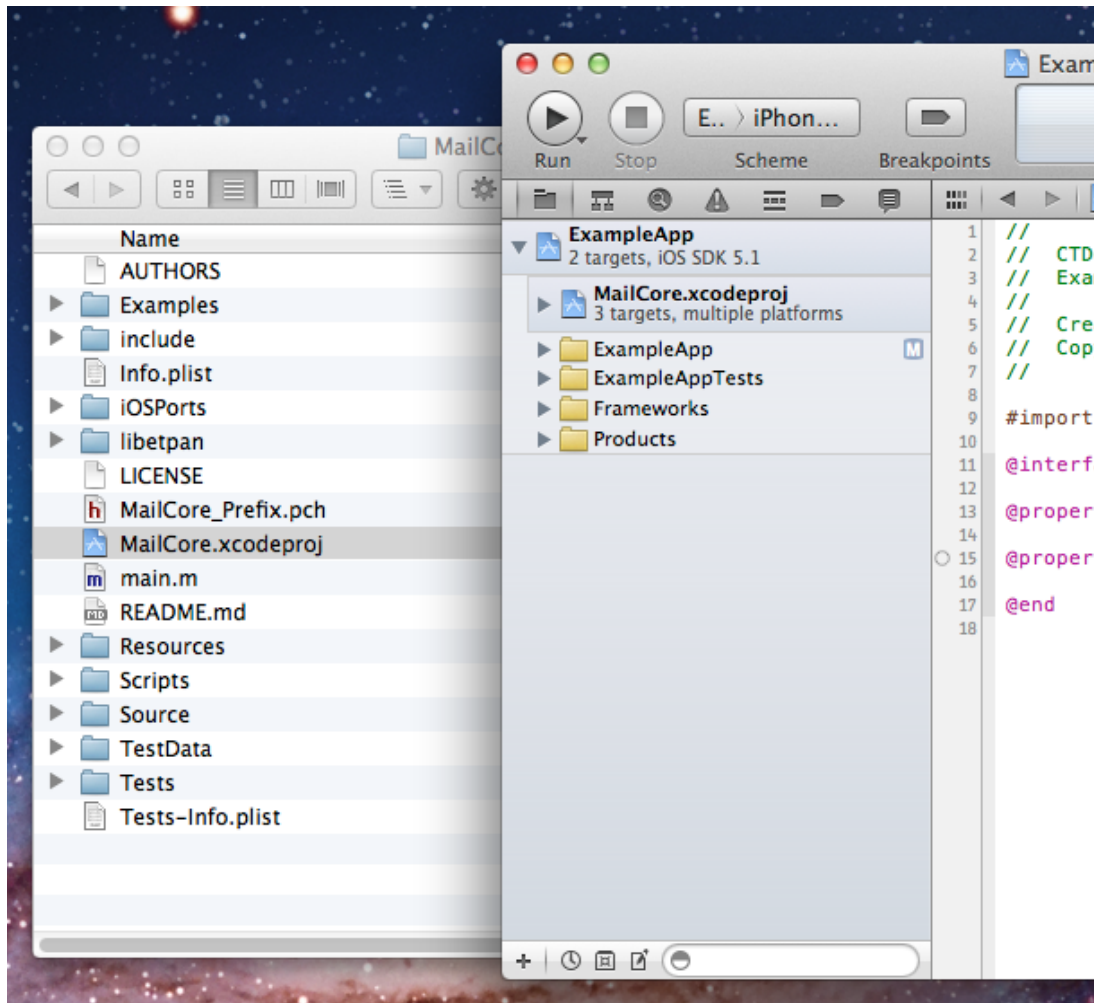 MailCo
Name
AUTHORS
Examples
include
Info.plist
iOSPorts
libetpan
LICENSE
MailCore_Prefix.pch
MailCore.xcodeproj
main.m
README.md
Resources
Scripts
Source
TestData
Tests
Tests-Info.plist
Exam
E.. 〉 iPhon...
Run Stop Scheme Breakpoints
ExampleApp
2 targets, iOS SDK 5.1
MailCore.xcodeproj
3 targets, multiple platforms
ExampleApp M
ExampleAppTests
Frameworks
Products
1 //
2 // CTD
3 // Exa
4 //
5 // Cre
6 // Cop
7 //
8
9 #import
10
11 @interf
12
13 @proper
14
15 @proper
16
17 @end
18